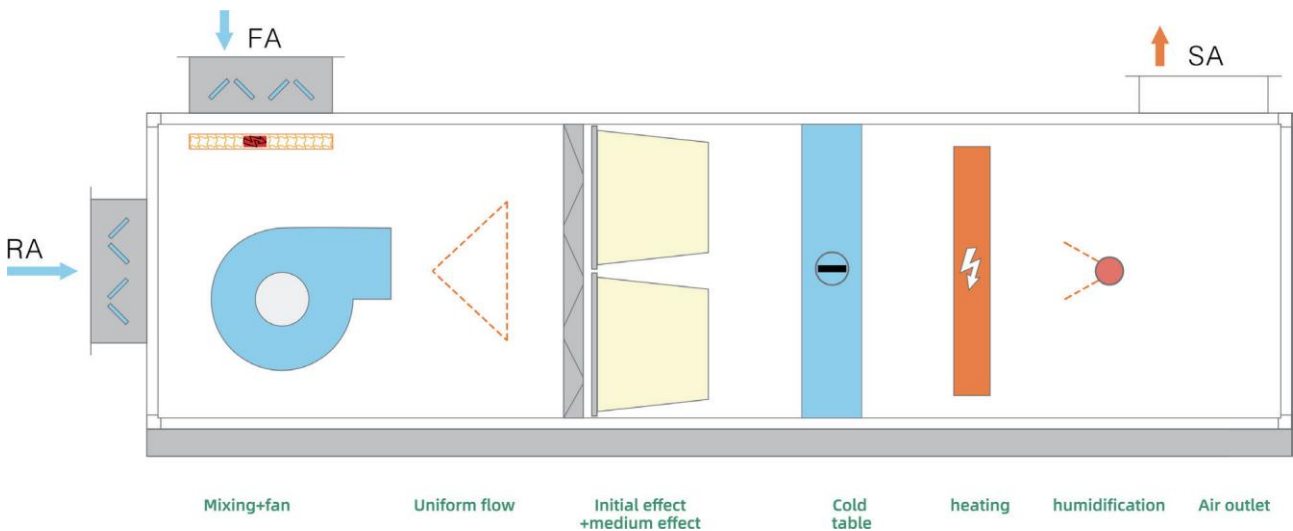 FA
SA
RA
Mixing+fan
Uniform flow
Initial effect
+medium effect
Cold
table
heating
humidification
Air outlet